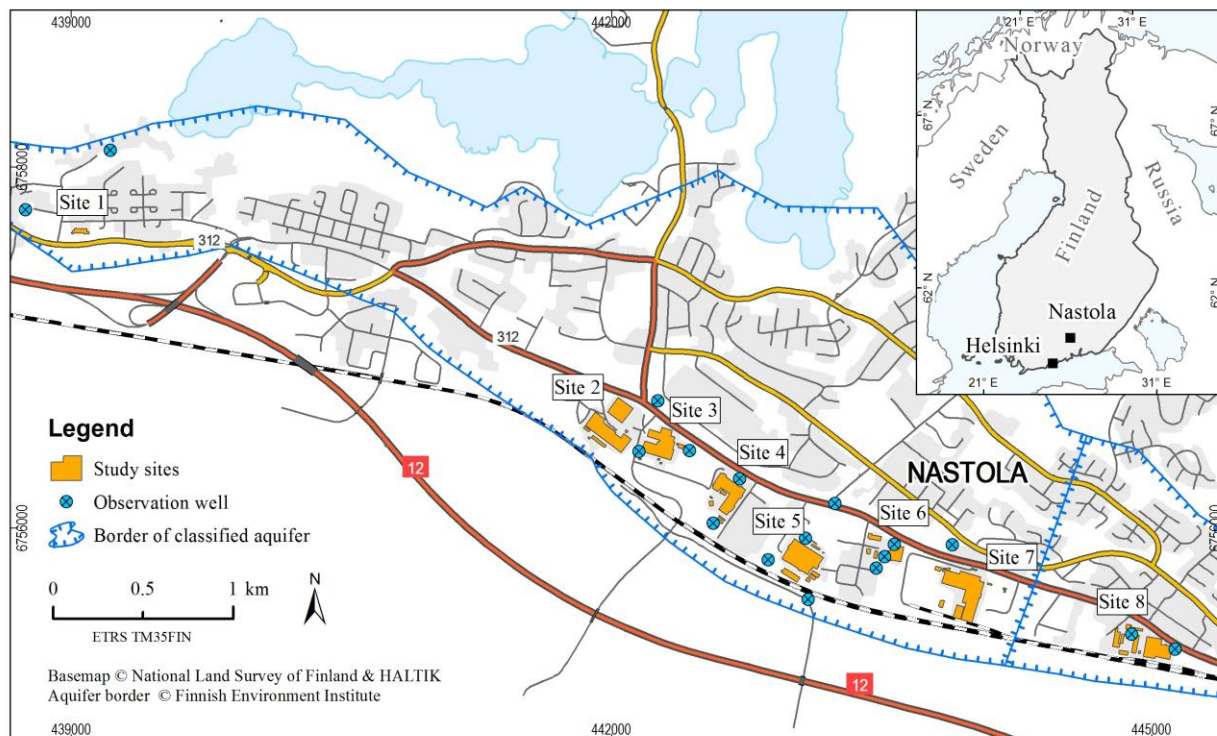 439000
442000
21° E
31° E
Norway
67° N
67° N
Sweden
Finland
Russia
62° N
62° N
Nastola
Helsinki
21° E
31° E
6758000
Site 1
312
312
Site 2
Site 3
Site 4
NASTOLA
Site 5
Site 6
Site 7
Site 8
12
12
6756000
6756000
Legend
Study sites
Observation well
Border of classified aquifer
0 0.5 1 km
N
ETRS TM35FIN
Basemap © National Land Survey of Finland & HALTIK
Aquifer border © Finnish Environment Institute
439000
442000
445000